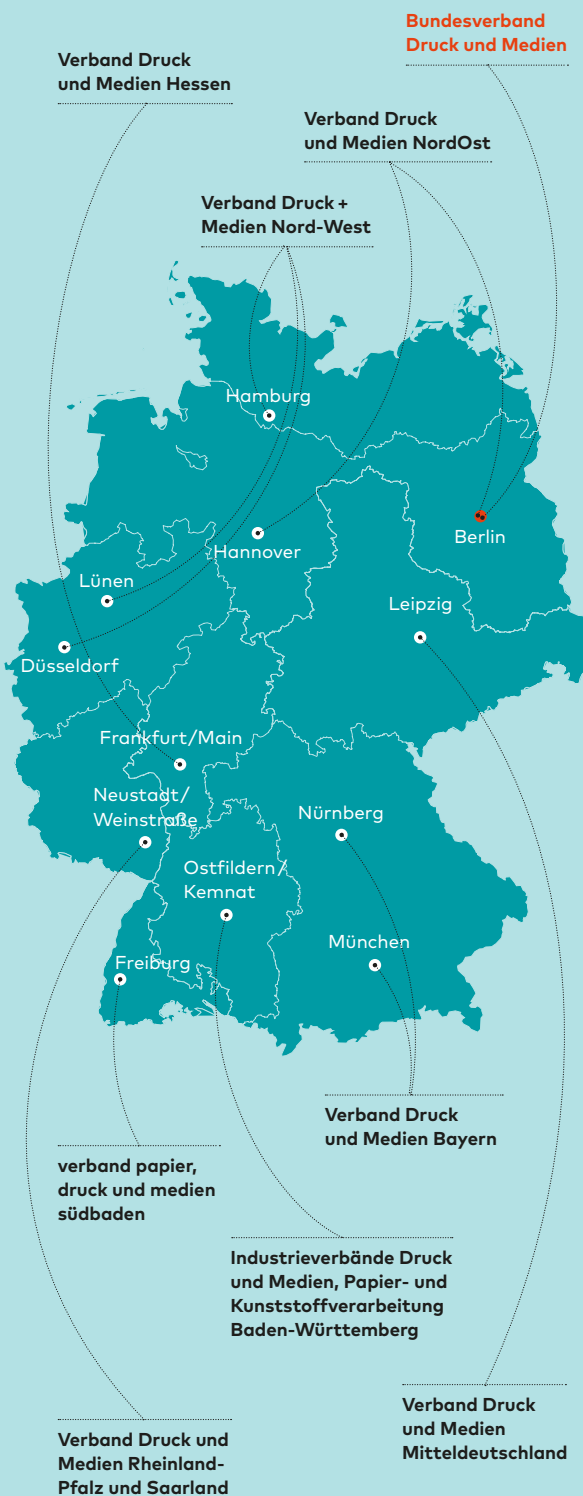 Bundesverband
Druck und Medien
Verband Druck
und Medien Hessen
Verband Druck
und Medien NordOst
Verband Druck +
Medien Nord-West
Hamburg
Berlin
Hannover
Lünen
Leipzig
Düsseldorf
Frankfurt/Main
Neustadt/
Weinstraße
Nürnberg
Ostfildern/
Kemnat
München
Freiburg
Verband Druck
und Medien Bayern
verband papier,
druck und medien
südbaden
Industrieverbände Druck
und Medien, Papier- und
Kunststoffverarbeitung
Baden-Württemberg
Verband Druck
und Medien
Mitteldeutschland
Verband Druck und
Medien Rheinland-
Pfalz und Saarland